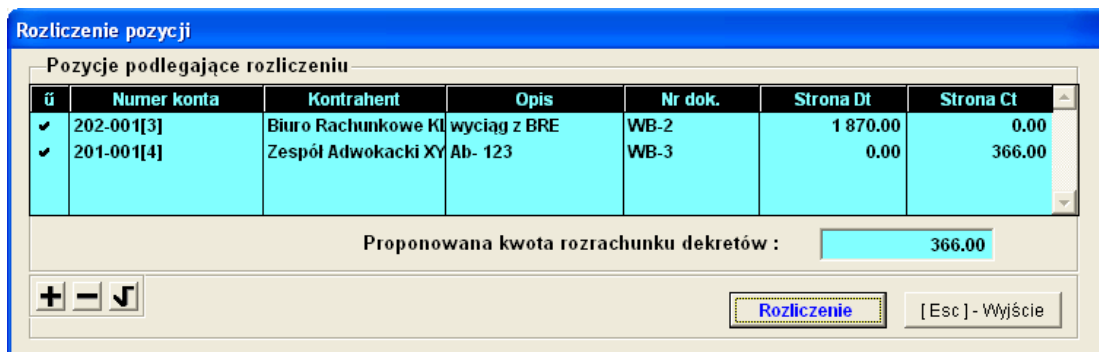 Rozliczenie pozycji
Pozycje podlegające rozliczeniu
ű Numer konta Kontrahent Opis Nr dok. Strona Dt Strona Ct
202-001[3] Biuro Rachunkowe KL wyciąg z BRE WB-2 1 870.00 0.00
201-001[4] Zespół Adwokacki XY Ab- 123 WB-3 0.00 366.00
Proponowana kwota rozrachunku dekretów : 366.00
Rozliczenie [ Esc ] - Wyjście